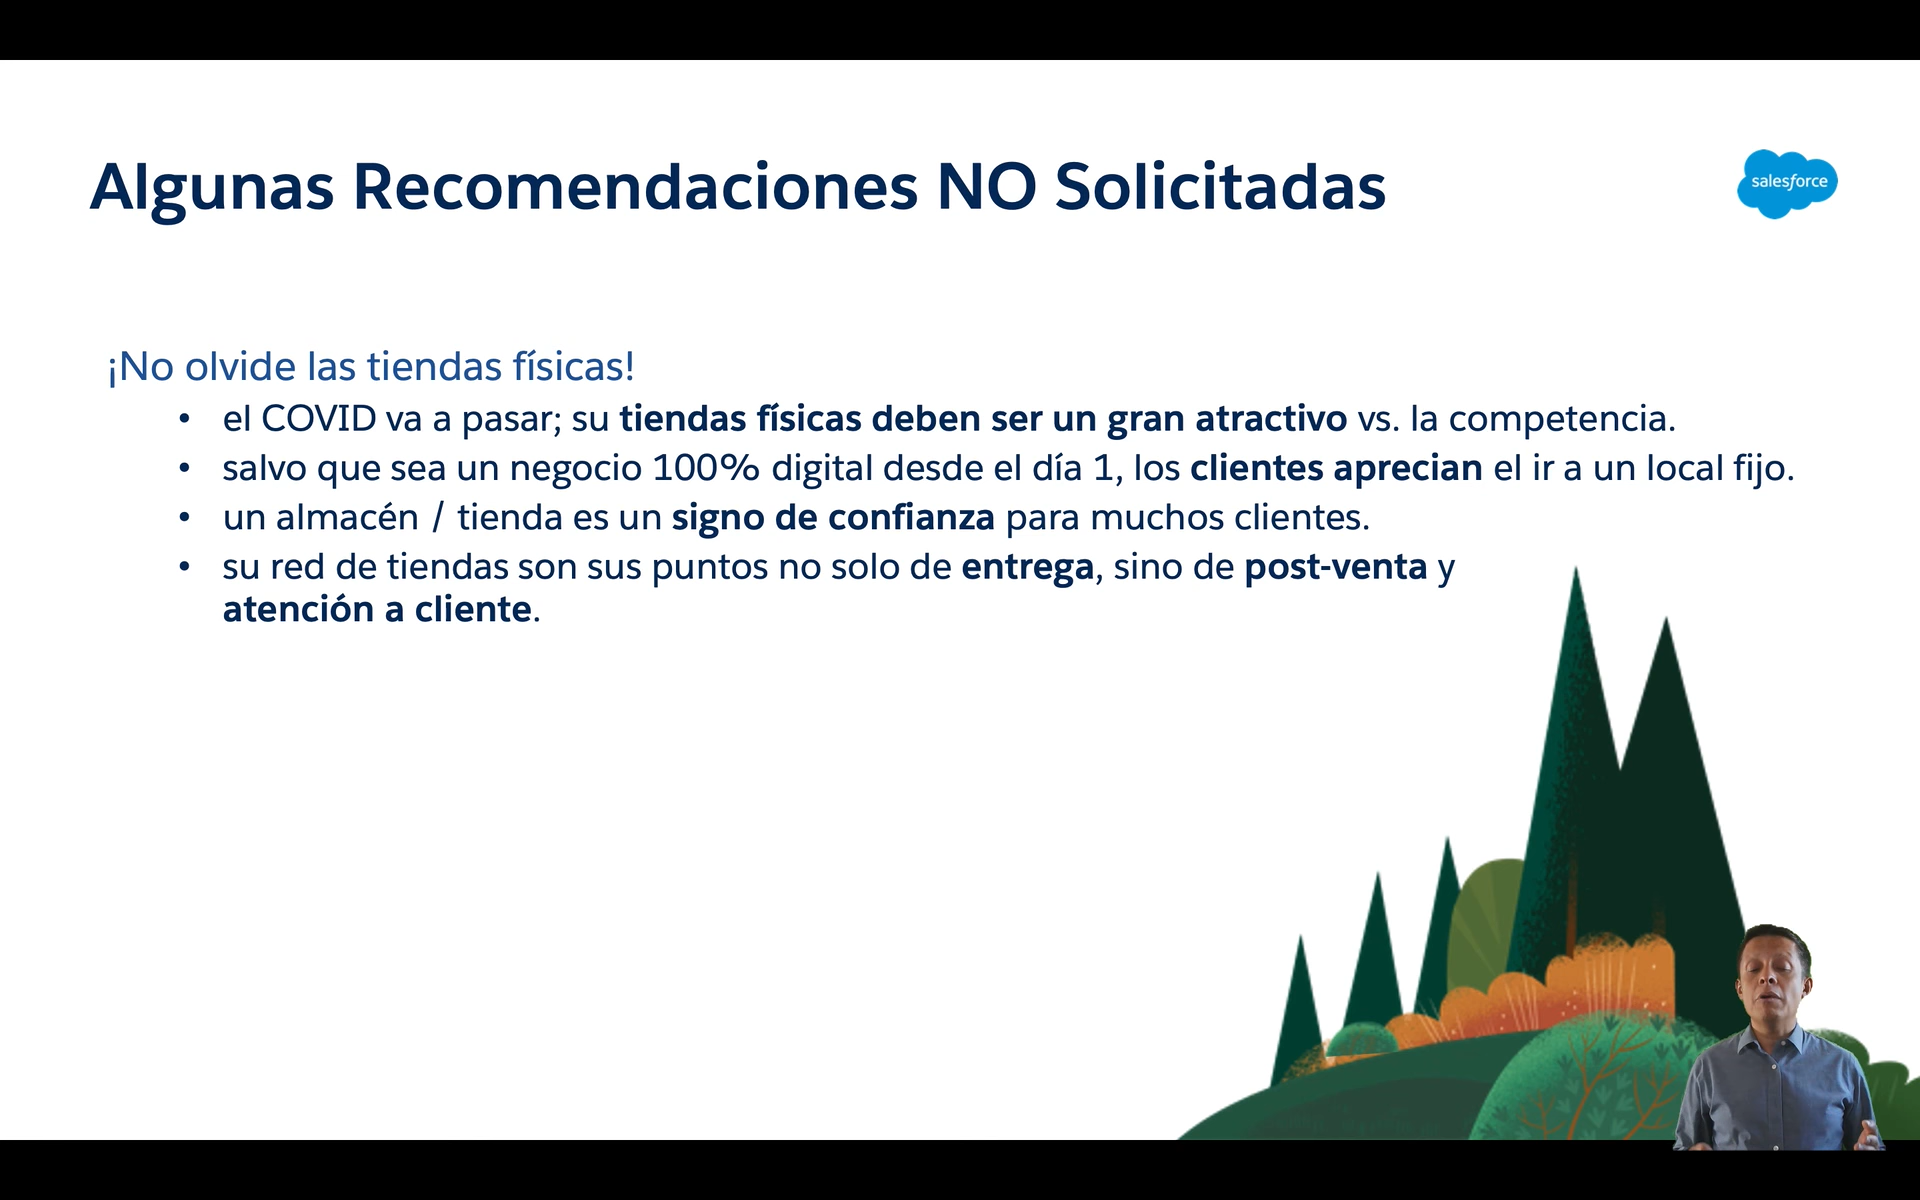 Algunas Recomendaciones NO Solicitadas
salesforce
¡No olvide las tiendas físicas!
• el COVID va a pasar; su tiendas físicas deben ser un gran atractivo vs. la competencia.
• salvo que sea un negocio 100% digital desde el día 1, los clientes aprecian el ir a un local fijo.
• un almacén / tienda es un signo de confianza para muchos clientes.
• su red de tiendas son sus puntos no solo de entrega, sino de post-venta y
atención a cliente.